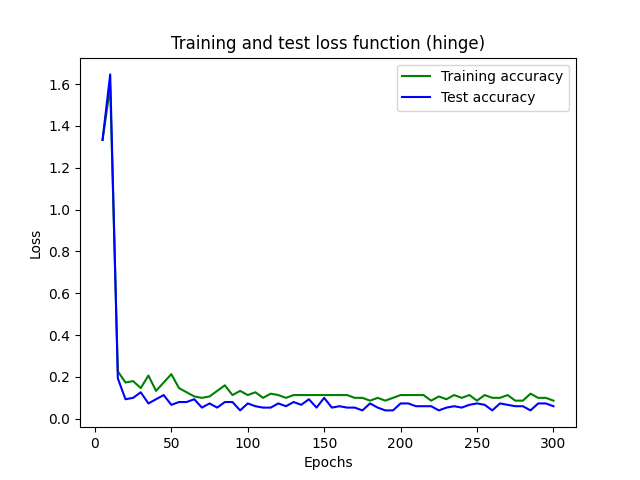 Training and test loss function (hinge)
Training accuracy
Test accuracy
Loss
1.6
1.4
1.2
1.0
0.8
0.6
0.4
0.2
0.0
0 50 100 150 200 250 300
Epochs